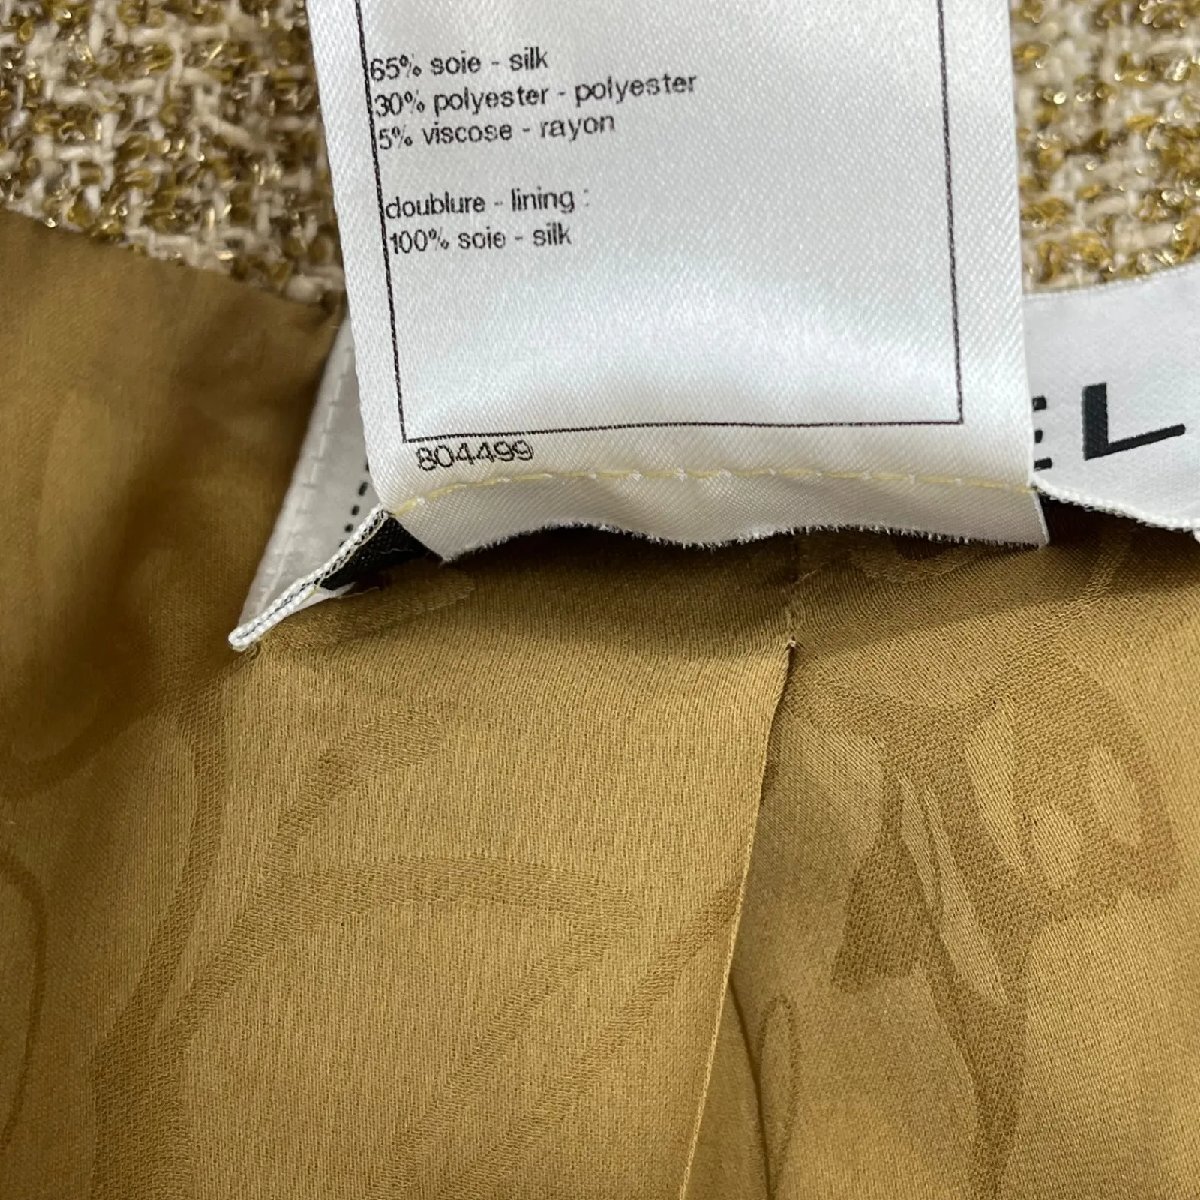 65% soie - silk
30% polyester - polyester
5% viscose - rayon
doublure - lining :
100% soie - silk
804499
EL